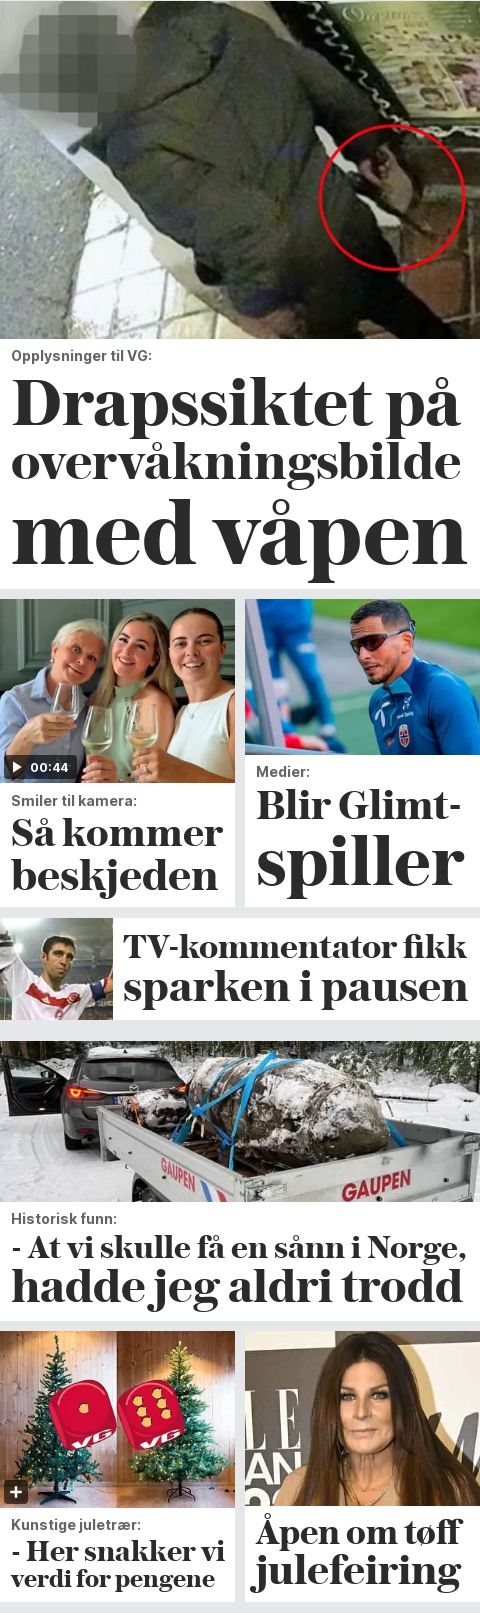 Opplysninger til VG:
Drapssiktet på
overvåkningsbilde
med våpen
00:44
Smiler til kamera:
Så kommer
beskjeden
Medier:
Blir Glimt-
spiller
TV-kommentator fikk
sparken i pausen
GAUPEN
GAUPEN
Historisk funn:
- At vi skulle få en sånn i Norge,
hadde jeg aldri trodd
VG
VG
Kunstige juletrær:
- Her snakker vi
verdi for pengene
LE
AN
Åpen om tøff
julefeiring